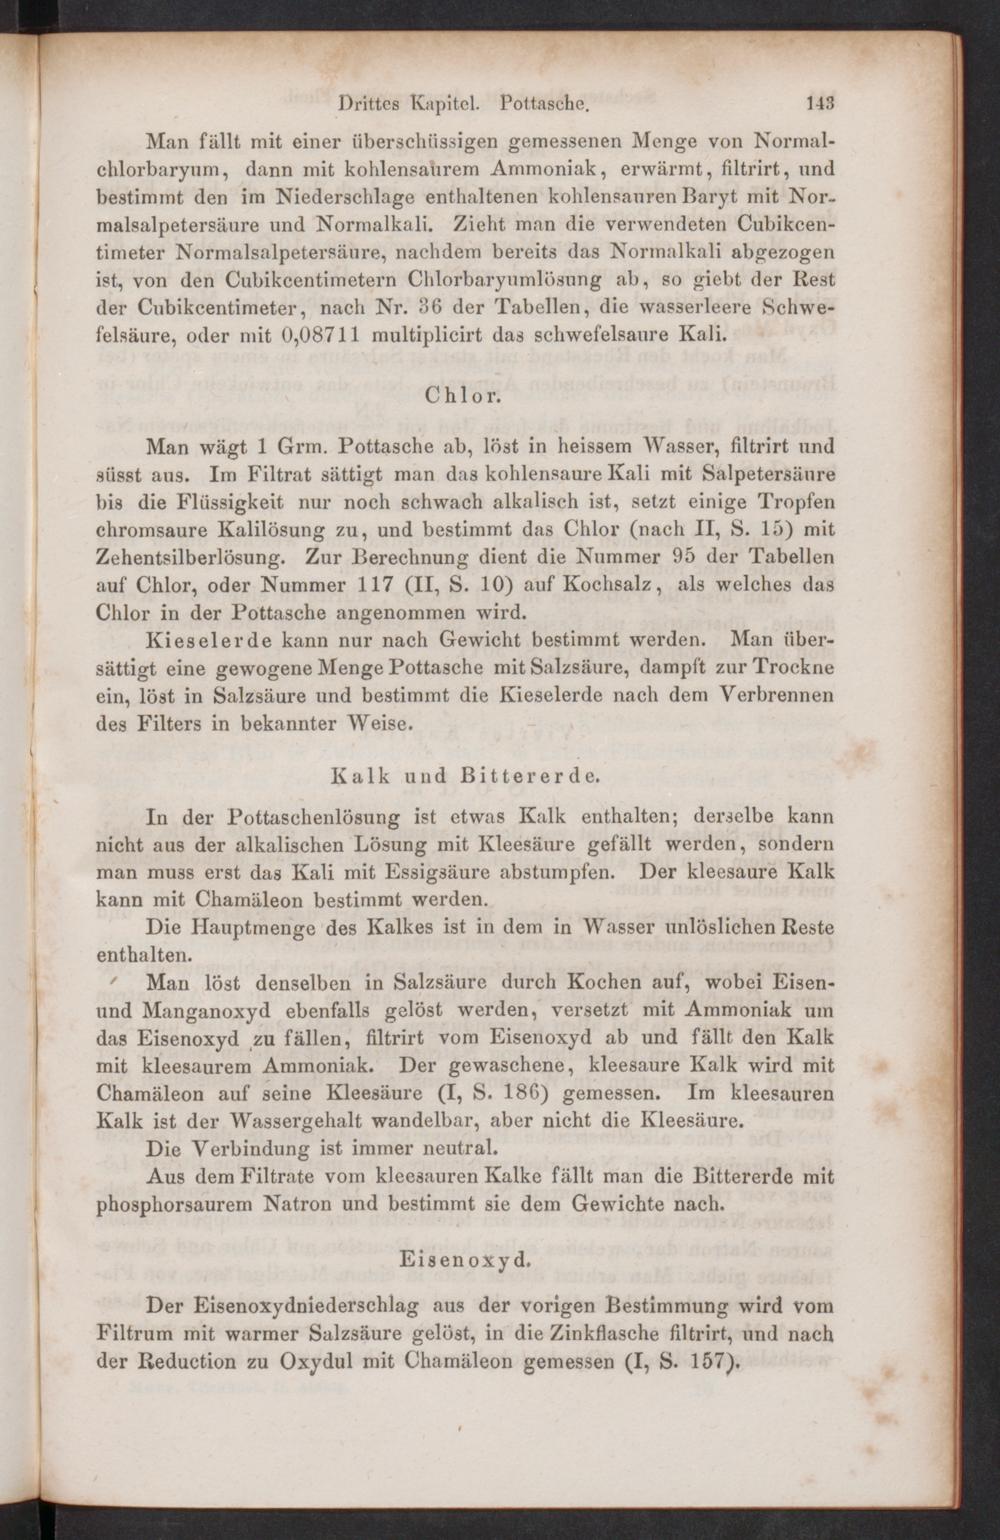 Drittes Kapitel. Pottasche. 143
Man fällt mit einer überschüssigen gemessenen Menge von Normal-
chlorbaryum, dann mit kohlensaurem Ammoniak, erwärmt, filtrirt, und
bestimmt den im Niederschlage enthaltenen kohlensauren Baryt mit Nor-
malsalpetersäure und Normalkali. Zieht man die verwendeten Cubikcen-
timeter Normalsalpetersäure, nachdem bereits das Normalkali abgezogen
ist, von den Cubikcentimetern Chlorbaryumlösung ab, so giebt der Rest
der Cubikcentimeter, nach Nr. 36 der Tabellen, die wasserleere Schwe-
felsäure, oder mit 0,08711 multiplicirt das schwefelsaure Kali.
Chlor.
Man wägt 1 Grm. Pottasche ab, löst in heissem Wasser, filtrirt und
süsst aus. Im Filtrat sättigt man das kohlensaure Kali mit Salpetersäure
bis die Flüssigkeit nur noch schwach alkalisch ist, setzt einige Tropfen
chromsaure Kalilösung zu, und bestimmt das Chlor (nach II, S. 15) mit
Zehentsilberlösung. Zur Berechnung dient die Nummer 95 der Tabellen
auf Chlor, oder Nummer 117 (II, S. 10) auf Kochsalz, als welches das
Chlor in der Pottasche angenommen wird.
Kieselerde kann nur nach Gewicht bestimmt werden. Man über-
sättigt eine gewogene Menge Pottasche mit Salzsäure, dampft zur Trockne
ein, löst in Salzsäure und bestimmt die Kieselerde nach dem Verbrennen
des Filters in bekannter Weise.
Kalk und Bittererde.
In der Pottaschenlösung ist etwas Kalk enthalten; derselbe kann
nicht aus der alkalischen Lösung mit Kleesäure gefällt werden, sondern
man muss erst das Kali mit Essigsäure abstumpfen. Der kleesaure Kalk
kann mit Chamäleon bestimmt werden.
Die Hauptmenge des Kalkes ist in dem in Wasser unlöslichen Reste
enthalten.
Man löst denselben in Salzsäure durch Kochen auf, wobei Eisen-
und Manganoxyd ebenfalls gelöst werden, versetzt mit Ammoniak um
das Eisenoxyd zu fällen, filtrirt vom Eisenoxyd ab und fällt den Kalk
mit kleesaurem Ammoniak. Der gewaschene, kleesaure Kalk wird mit
Chamäleon auf seine Kleesäure (I, S. 186) gemessen. Im kleesauren
Kalk ist der Wassergehalt wandelbar, aber nicht die Kleesäure.
Die Verbindung ist immer neutral.
Aus dem Filtrate vom kleesauren Kalke fällt man die Bittererde mit
phosphorsaurem Natron und bestimmt sie dem Gewichte nach.
Eisenoxyd.
Der Eisenoxydniederschlag aus der vorigen Bestimmung wird vom
Filtrum mit warmer Salzsäure gelöst, in die Zinkflasche filtrirt, und nach
der Reduction zu Oxydul mit Chamäleon gemessen (I, S. 157).